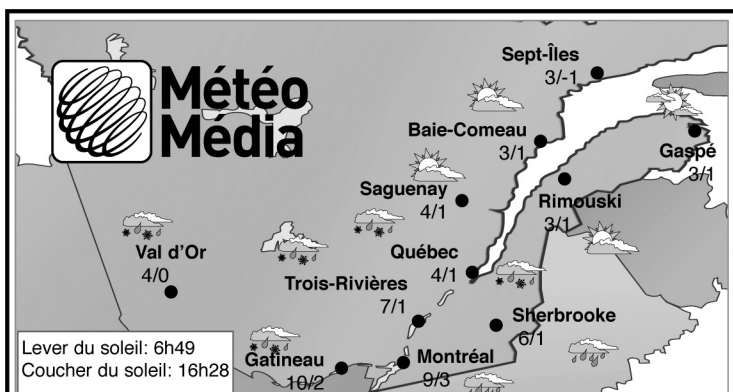 Météo
Média
Sept-Îles
3/-1
Baie-Comeau
3/1
Gaspé
3/1
Saguenay
4/1
Rimouski
3/1
Val d'Or
4/0
Québec
4/1
Trois-Rivières
7/1
Sherbrooke
6/1
Lever du soleil: 6h49
Coucher du soleil: 16h28
Gatineau
10/2
Montréal
9/3